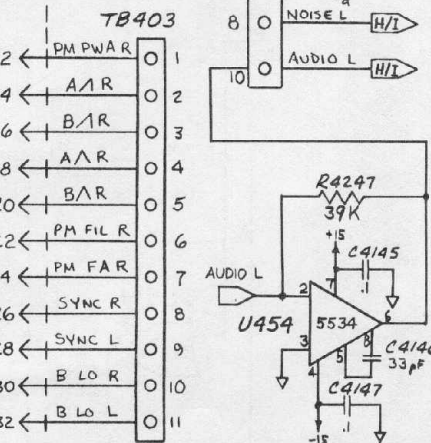 TB403
2 PM PWA R 1
4 A/\ R 2
6 B/\ R 3
8 A/\ R 4
20 B/\ R 5
22 PM FIL R 6
4 PM FA R 7
26 SYNC R 8
28 SYNC L 9
30 B LO R 10
32 B LO L 11
8 NOISE L H/I
10 AUDIO L H/I
R4247
39K
+15
C4145
.1
AUDIO L
2 7 6
U454 5534
3 4 5 8
C4146
33pF
C4147
.1
-15